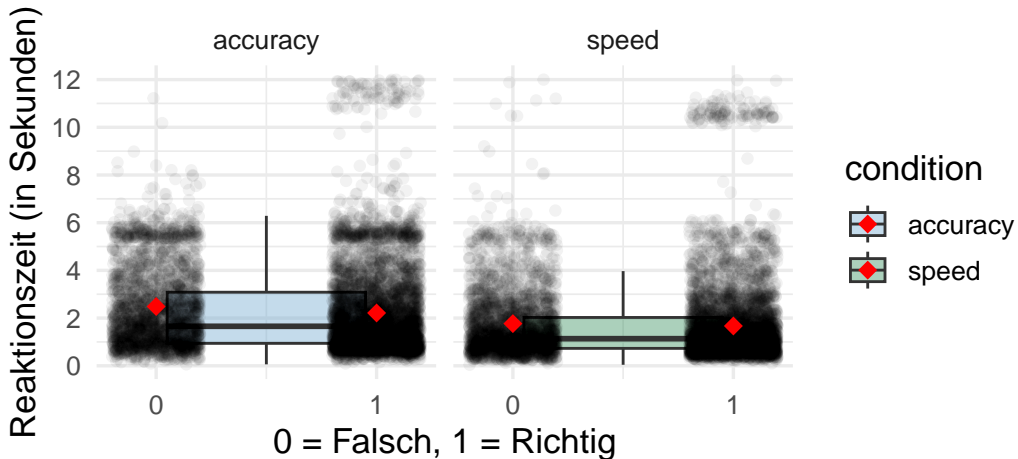 accuracy
speed
Reaktionszeit (in Sekunden)
12
10
8
6
4
2
0
0
1
0
1
0 = Falsch, 1 = Richtig
condition
accuracy
speed